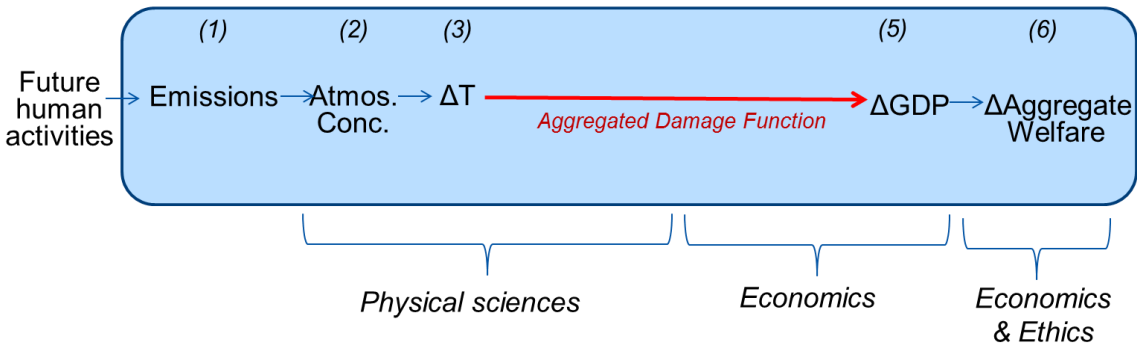 (1) (2) (3) (5) (6)
Future
human
activities
Emissions
Atmos.
Conc.
ΔT
Aggregated Damage Function
ΔGDP
ΔAggregate
Welfare
Physical sciences
Economics
Economics
& Ethics